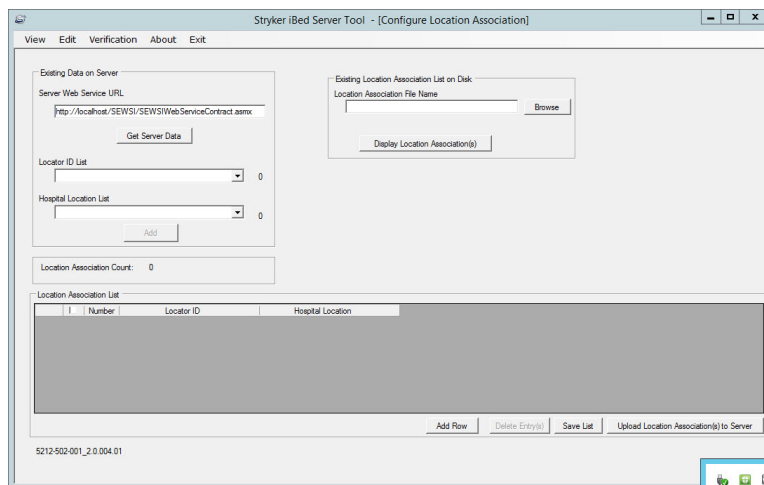 Stryker iBed Server Tool - [Configure Location Association]
View Edit Verification About Exit
Existing Data on Server
Server Web Service URL
http://localhost/SEWSI/SEWSIWebServiceContract.asmx
Get Server Data
Locator ID List
0
Hospital Location List
0
Add
Existing Location Association List on Disk
Location Association File Name
Browse
Display Location Association(s)
Location Association Count: 0
Location Association List
Number Locator ID Hospital Location
Add Row Delete Entry(s) Save List Upload Location Association(s) to Server
5212-502-001_2.0.004.01